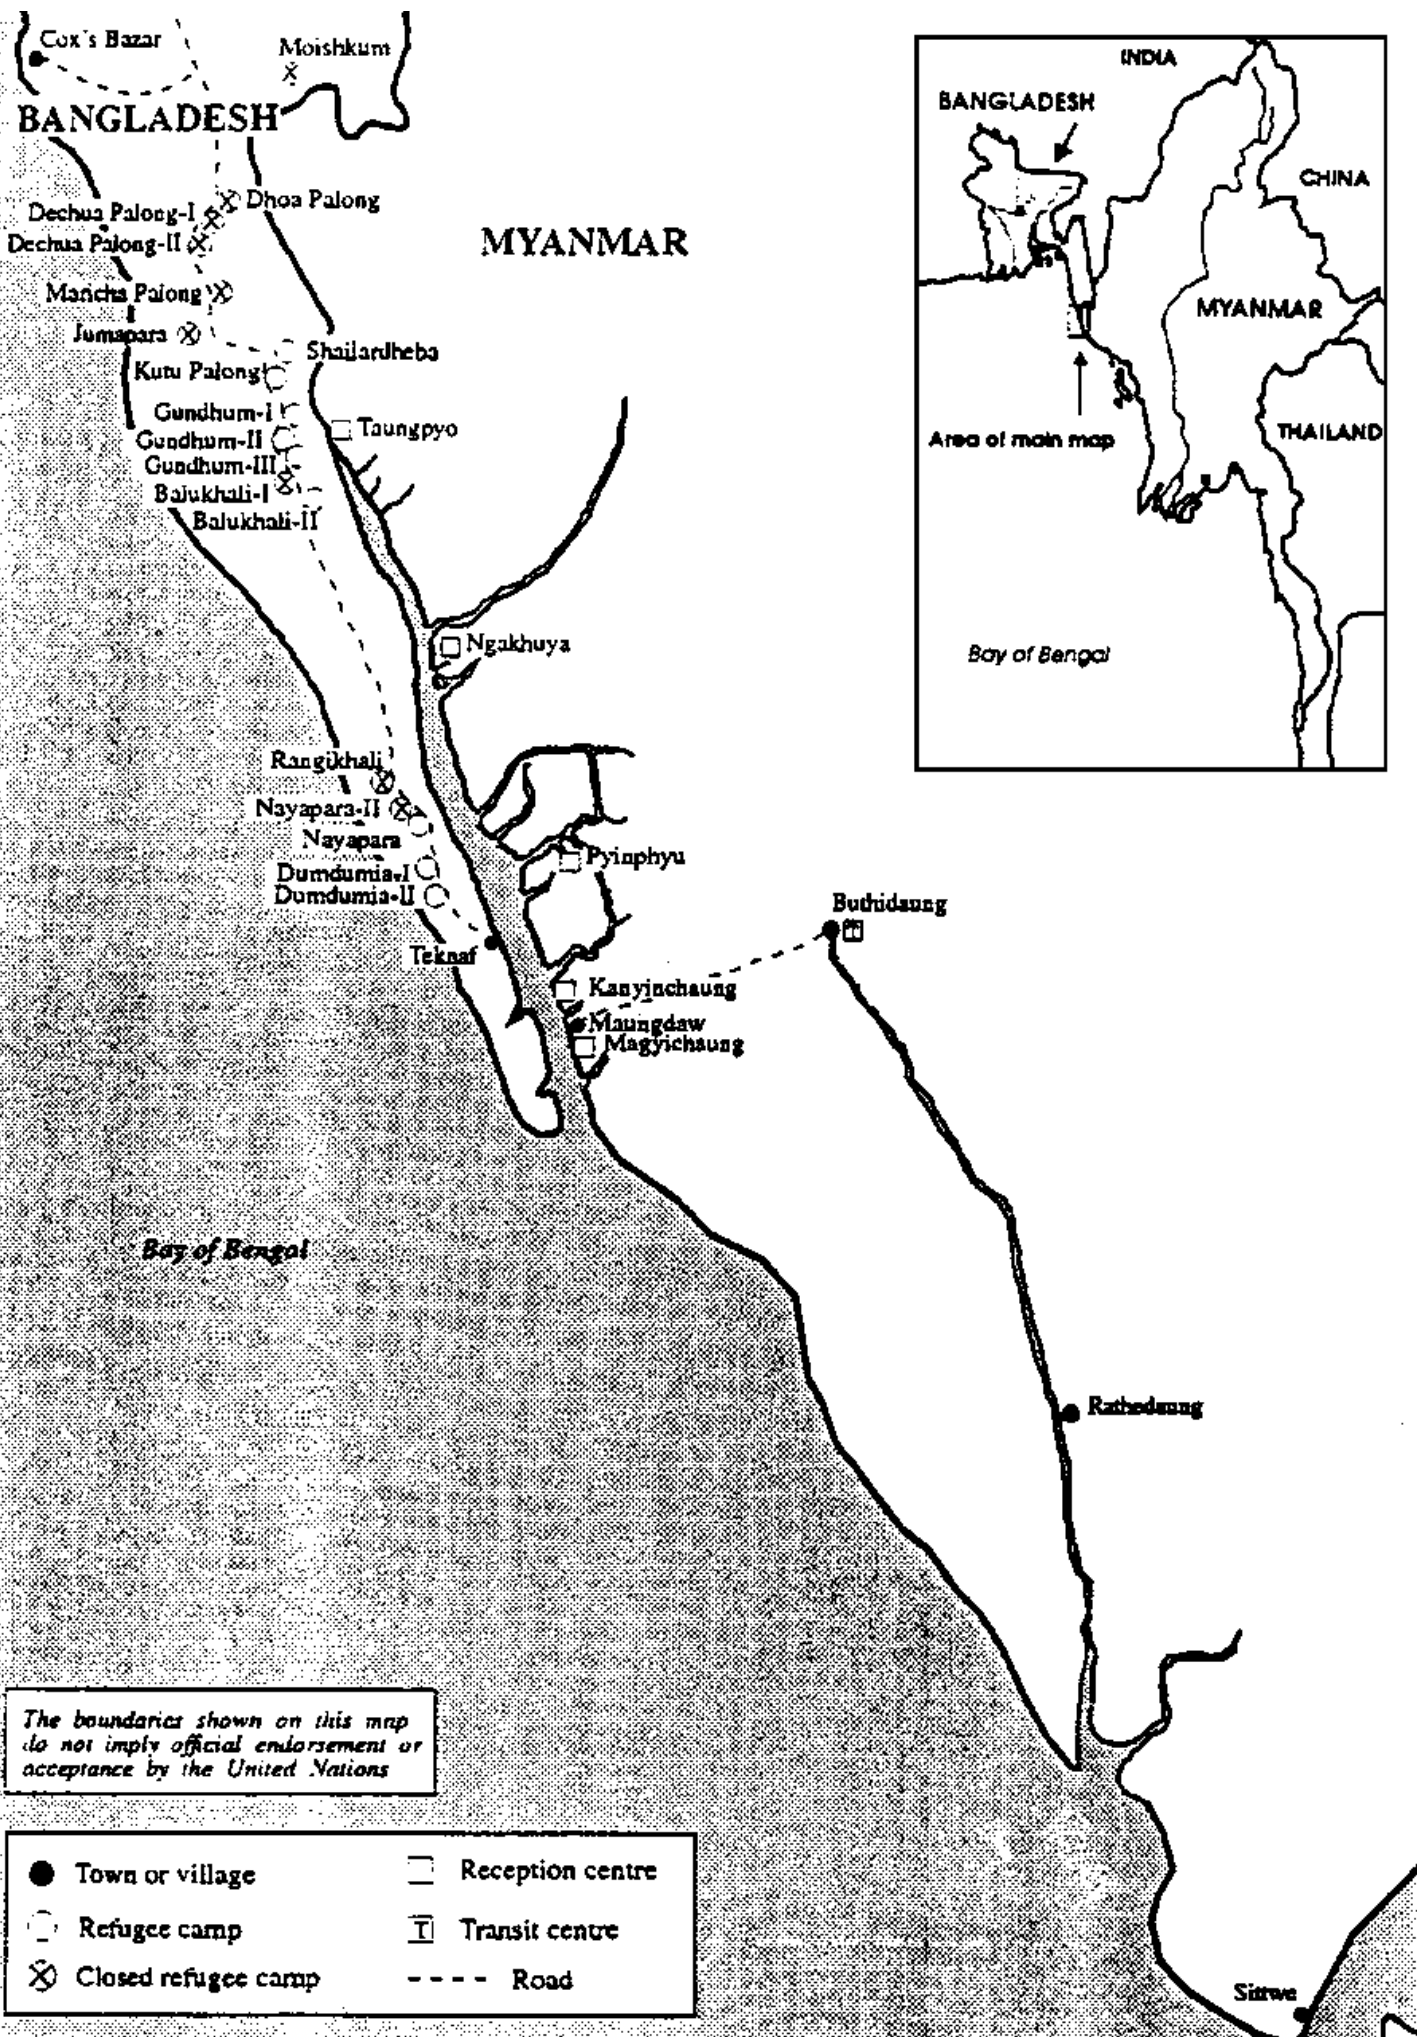 Cox's Bazar
Moishkum
BANGLADESH
Dhoa Palong
Dechua Palong-I
Dechua Palong-II
MYANMAR
Maricha Palong
Jumapara
Shailardheba
Kutu Palong
Gundhum-I
Taungpyo
Gundhum-II
Gundhum-III
Balukhali-I
Balukhali-II
Ngakhuya
Rangikhali
Nayapara-II
Nayapara
Pyinphyu
Dumdumia-I
Dumdumia-II
Buthidaung
T
Teknaf
Kanyinchaung
Maungdaw
Magyichaung
Bay of Bengal
Rathedaung
Sittwe
INDIA
BANGLADESH
CHINA
MYANMAR
THAILAND
Area of main map
Bay of Bengal
The boundaries shown on this map
do not imply official endorsement or
acceptance by the United Nations
Town or village
Reception centre
Refugee camp
T Transit centre
Closed refugee camp
Road